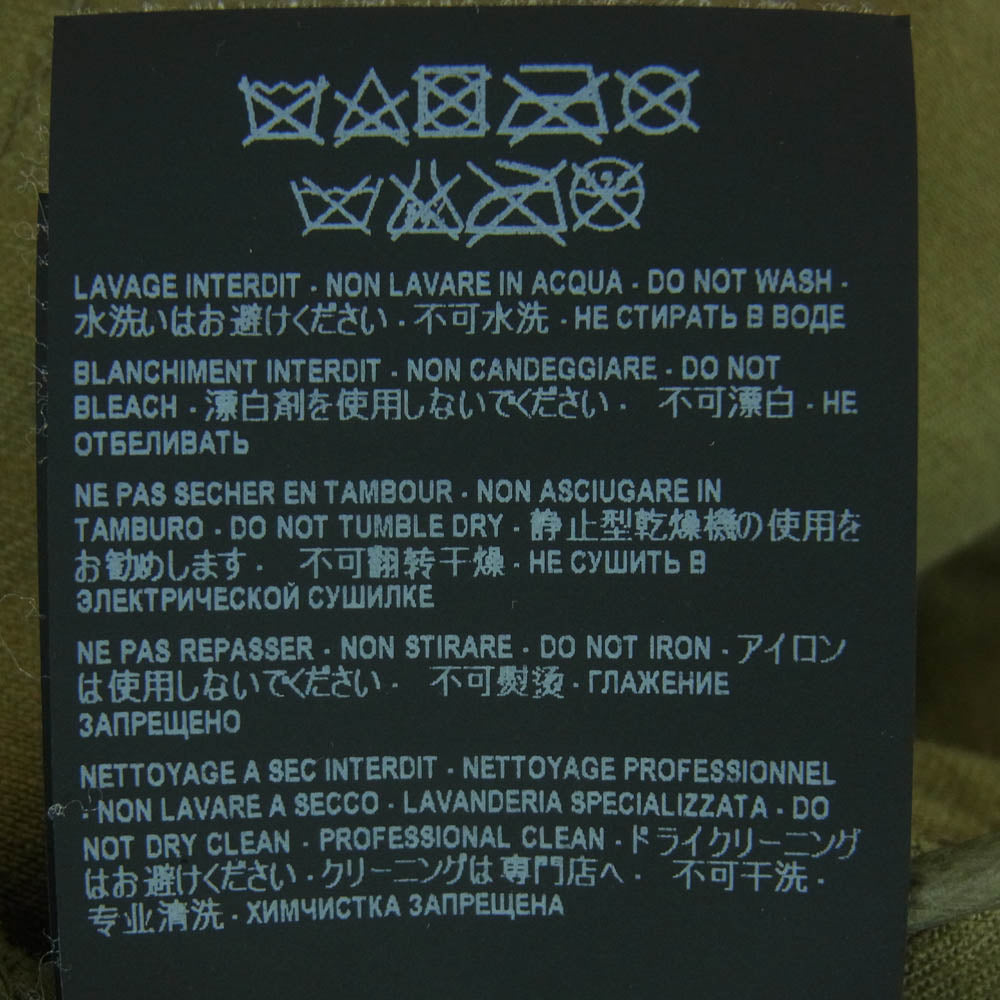 LAVAGE INTERDIT - NON LAVARE IN ACQUA - DO NOT WASH -
水洗いはお避けください - 不可水洗 - НЕ СТИРАТЬ В ВОДЕ
BLANCHIMENT INTERDIT - NON CANDEGGIARE - DO NOT
BLEACH - 漂白剤を使用しないでください - 不可漂白 - НЕ
ОТБЕЛИВАТЬ
NE PAS SECHER EN TAMBOUR - NON ASCIUGARE IN
TAMBURO - DO NOT TUMBLE DRY - 静止型乾燥機の使用を
お勧めします - 不可翻转干燥 - НЕ СУШИТЬ В
ЭЛЕКТРИЧЕСКОЙ СУШИЛКЕ
NE PAS REPASSER - NON STIRARE - DO NOT IRON - アイロン
は使用しないでください - 不可熨烫 - ГЛАЖЕНИЕ
ЗАПРЕЩЕНО
NETTOYAGE A SEC INTERDIT - NETTOYAGE PROFESSIONNEL
- NON LAVARE A SECCO - LAVANDERIA SPECIALIZZATA - DO
NOT DRY CLEAN - PROFESSIONAL CLEAN - ドライクリーニング
はお避けください - クリーニングは専門店へ - 不可干洗 -
专业清洗 - ХИМЧИСТКА ЗАПРЕЩЕНА